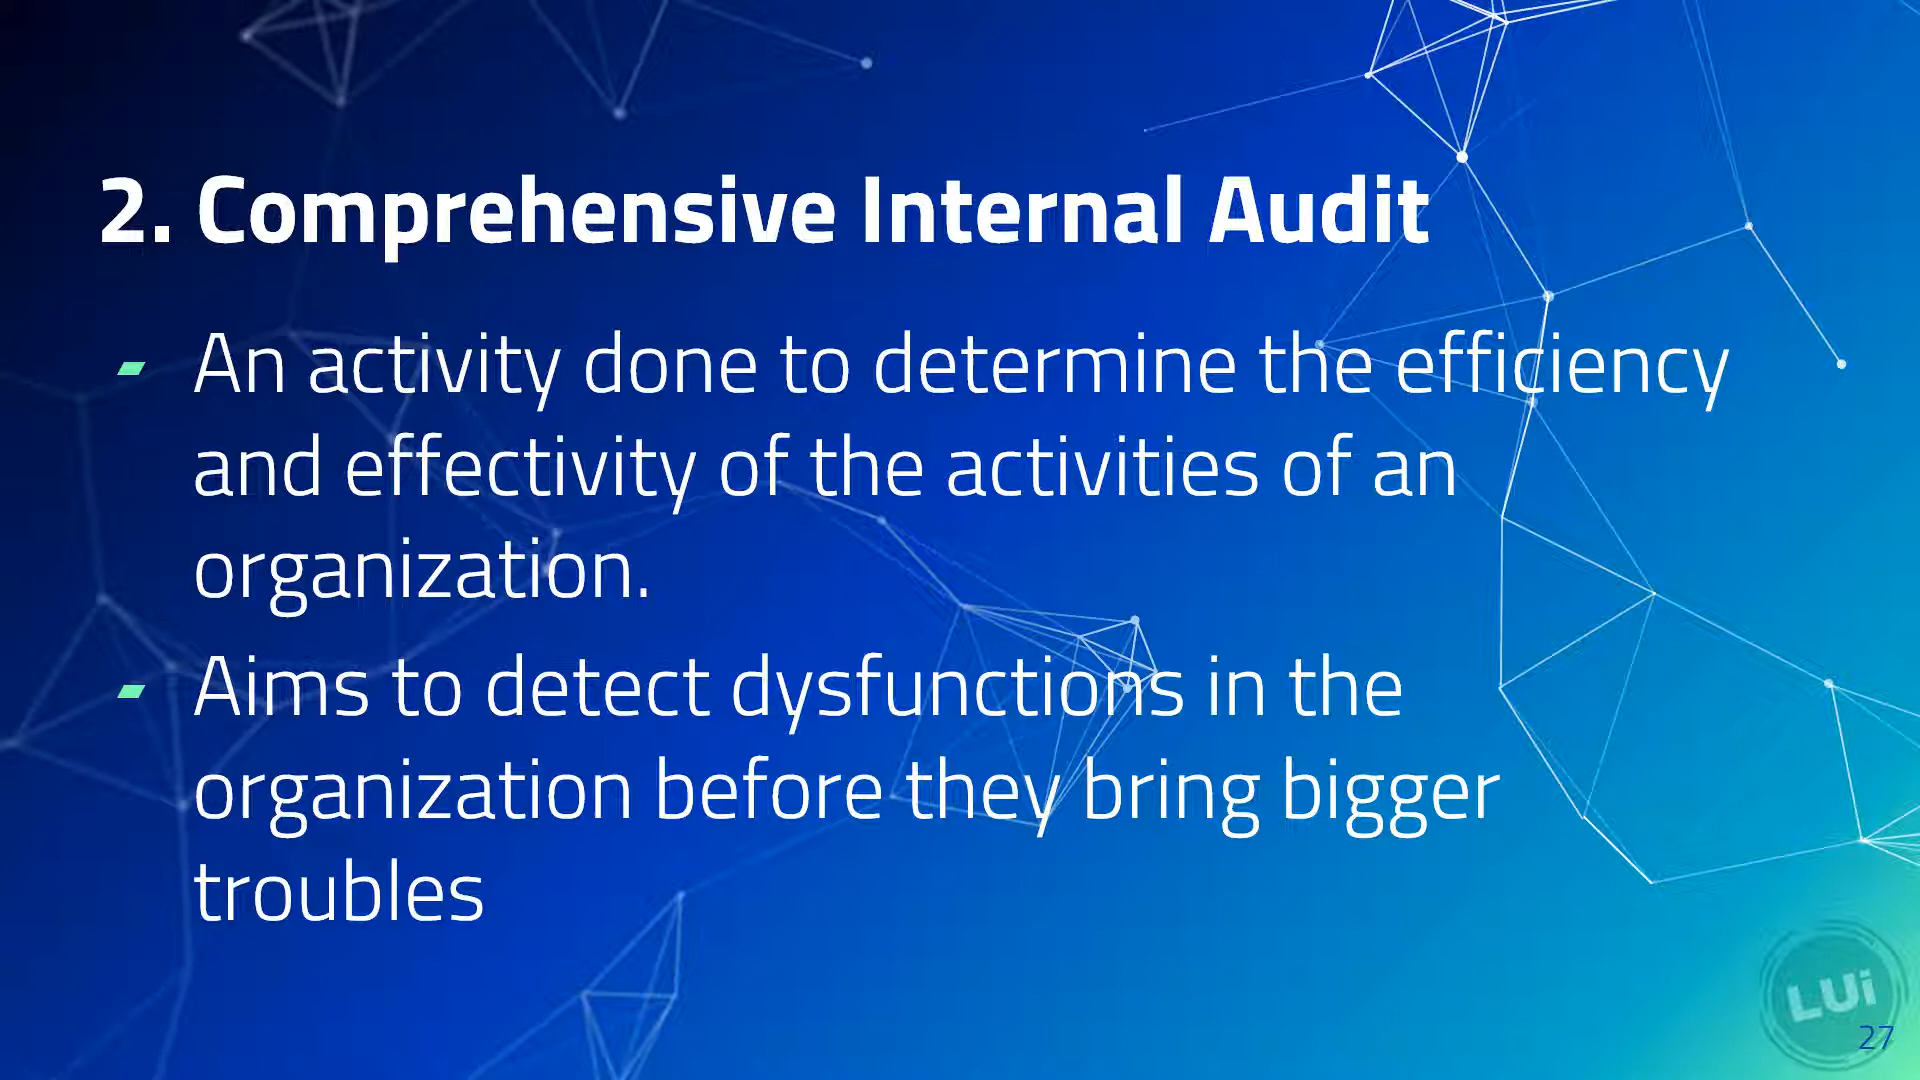 2. Comprehensive Internal Audit
- An activity done to determine the efficiency
and effectivity of the activities of an
organization.
- Aims to detect dysfunctions in the
organization before they bring bigger
troubles
LUi
27